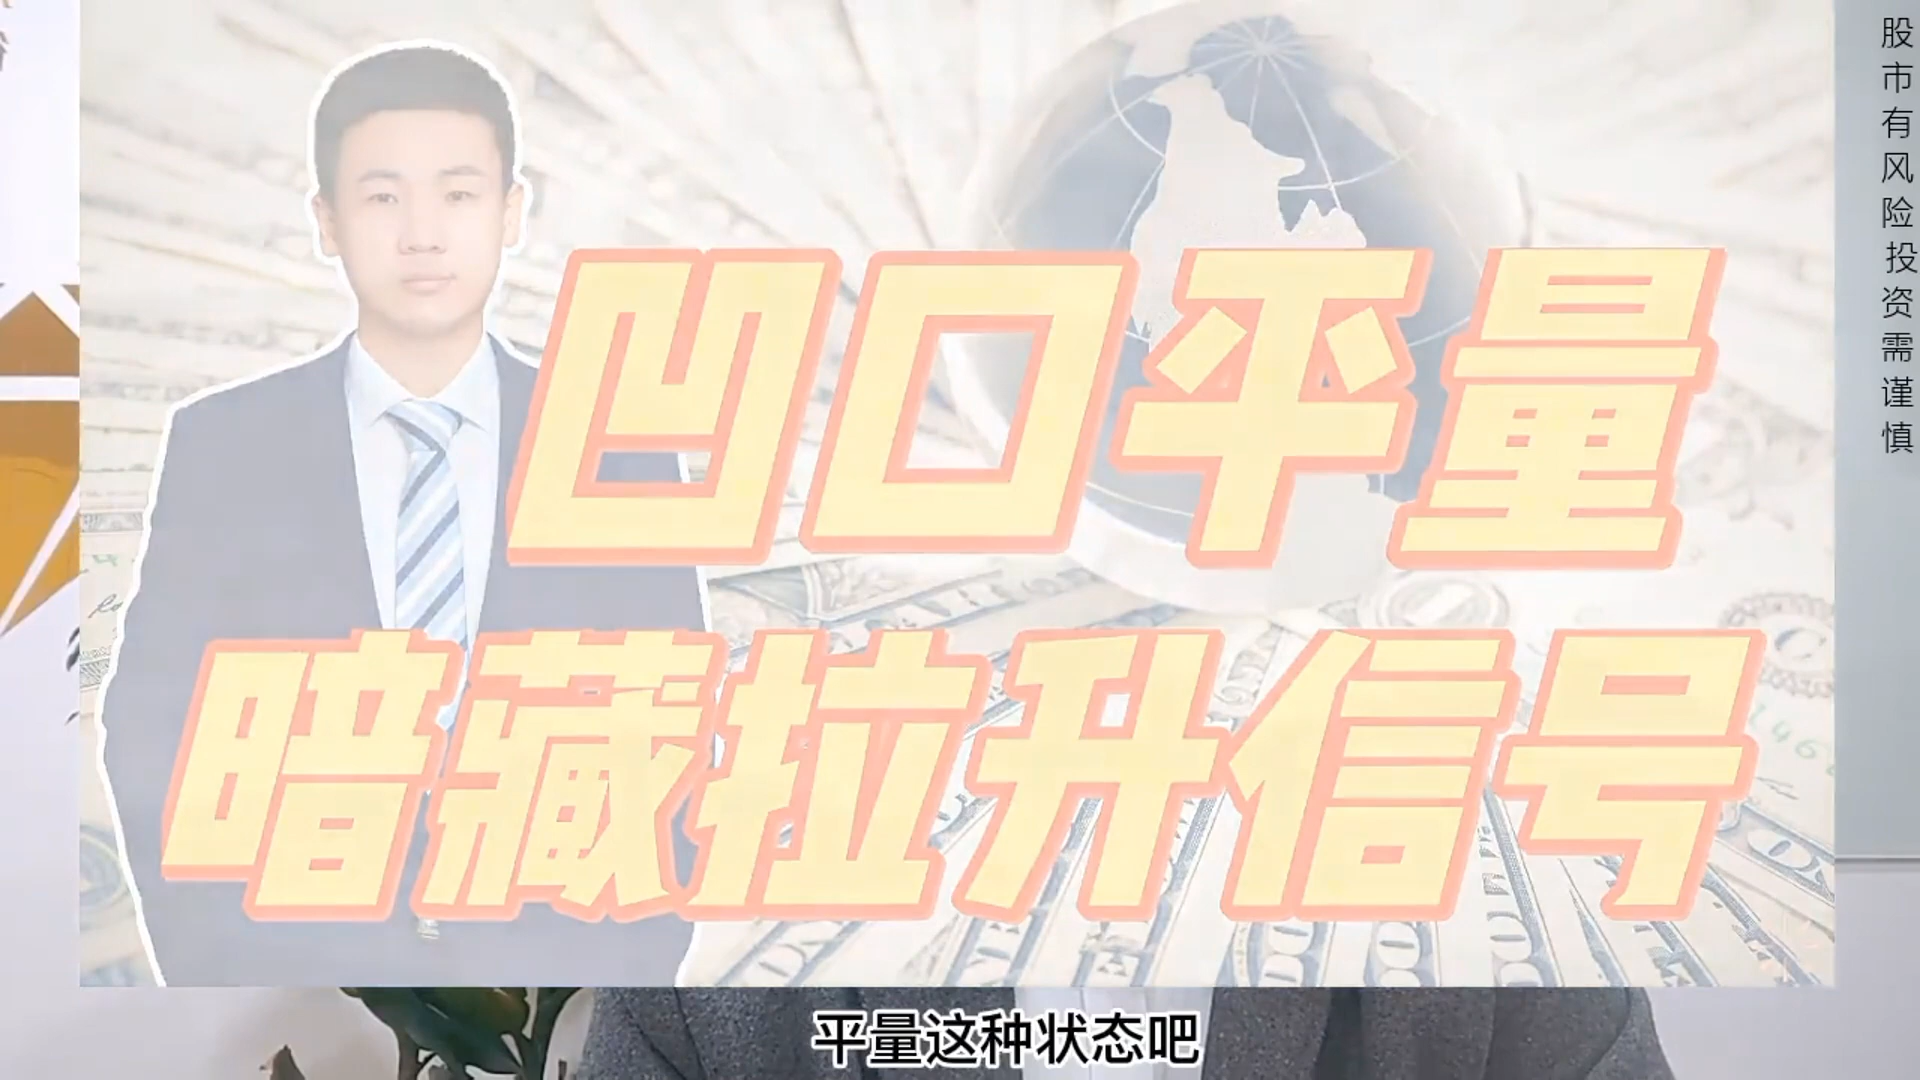 凹口平量
暗藏拉升信号
股市有风险投资需谨慎
平量这种状态吧